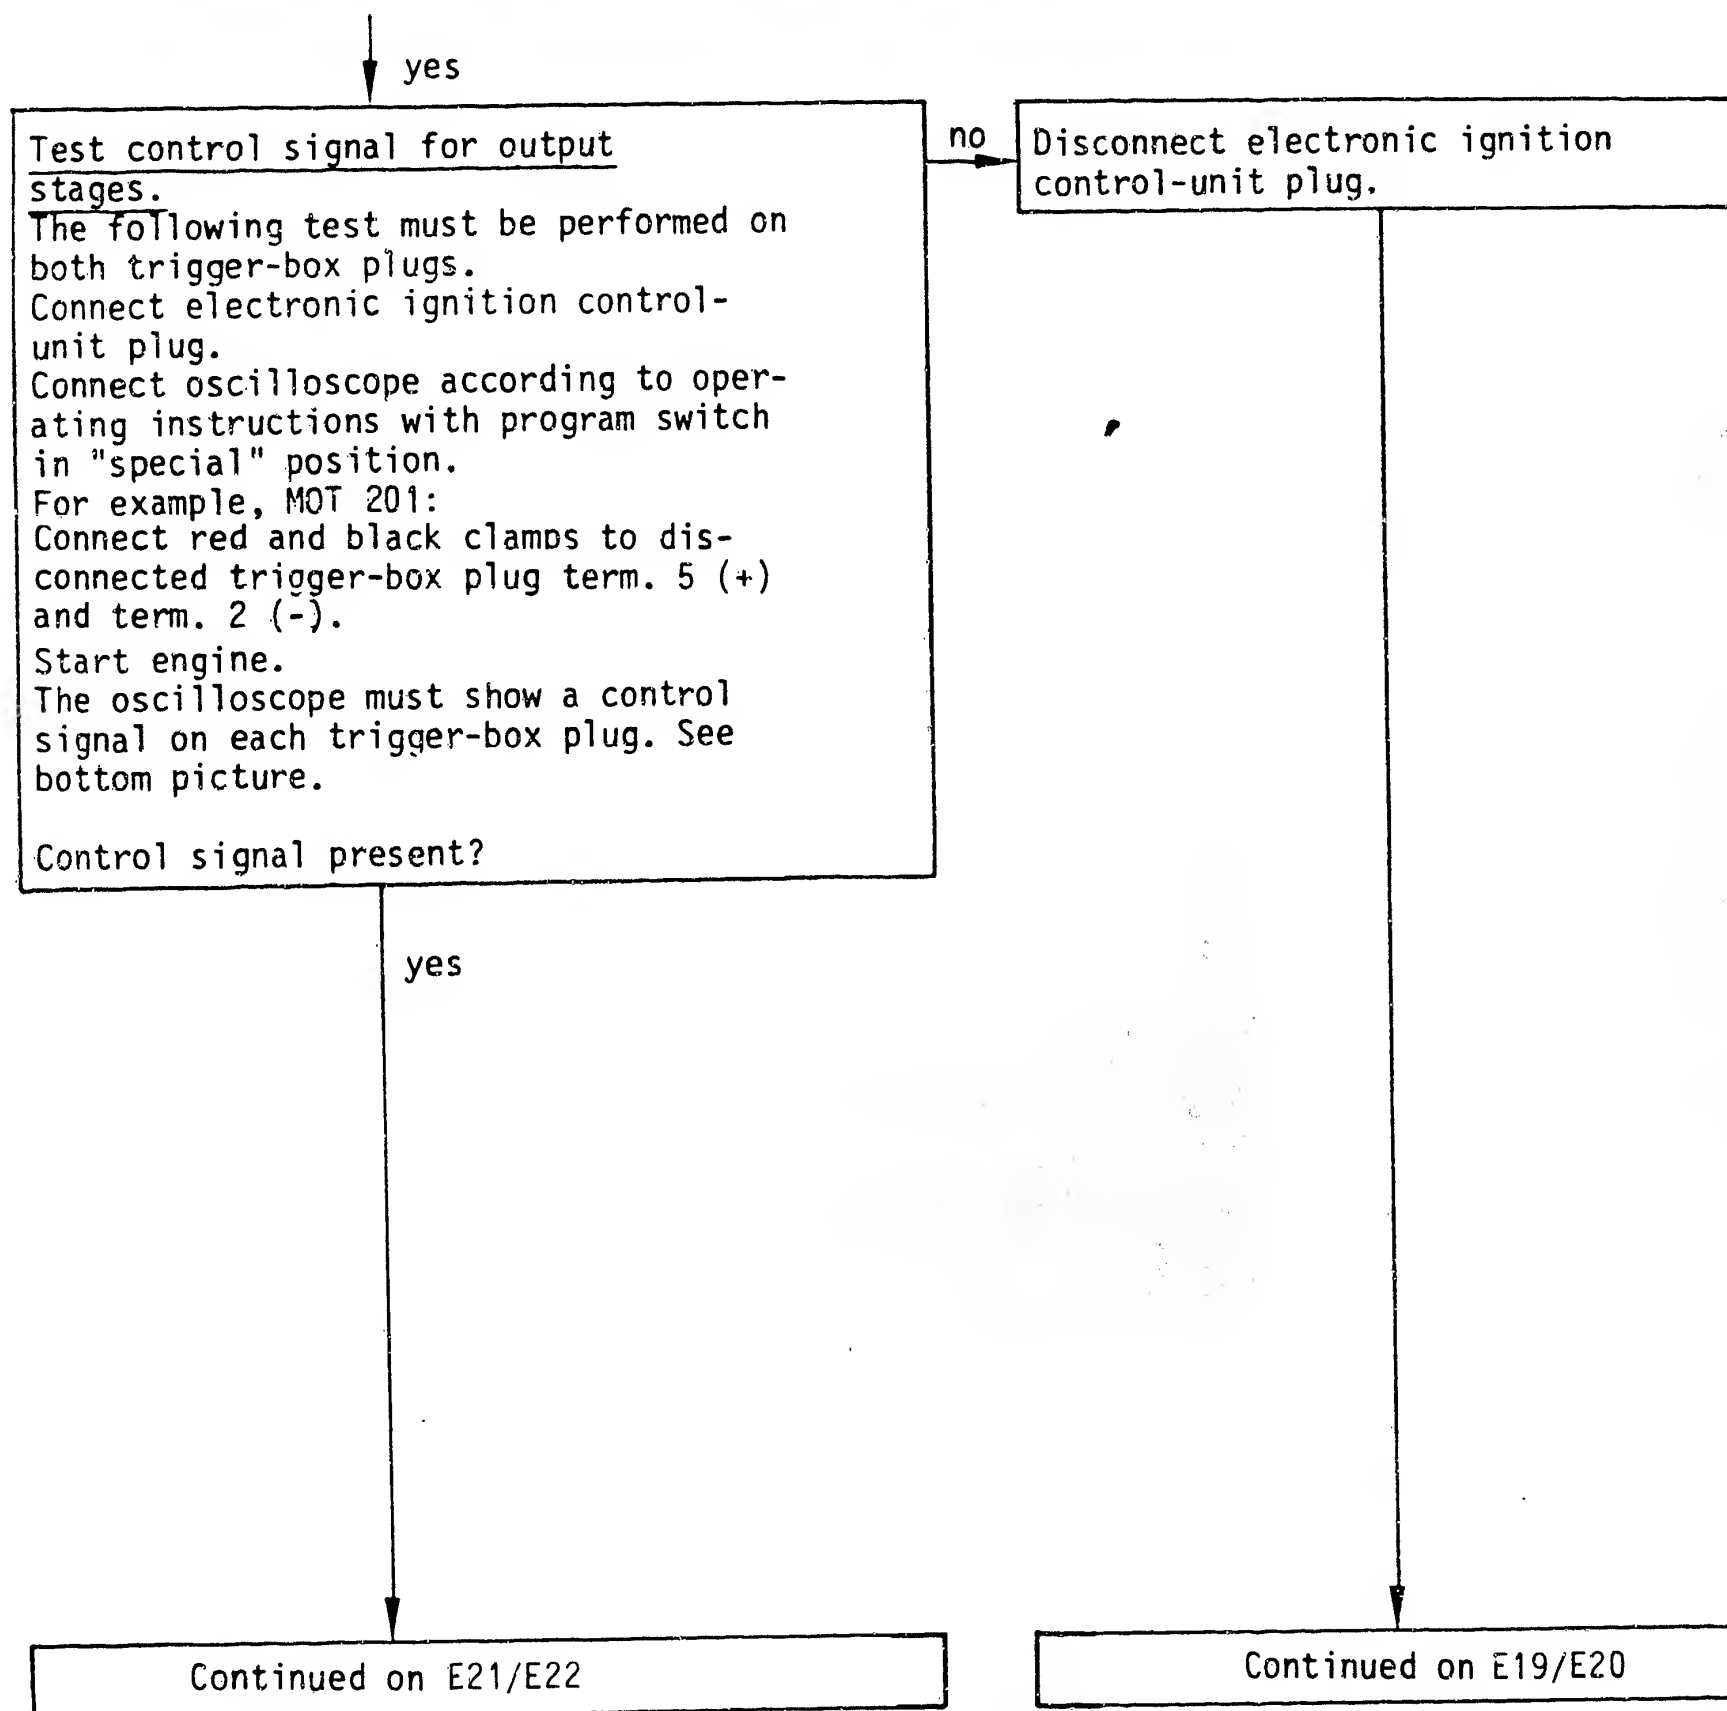 yes
Test control signal for output
stages.
The following test must be performed on
both trigger-box plugs.
Connect electronic ignition control-
unit plug.
Connect oscilloscope according to oper-
ating instructions with program switch
in "special" position.
For example, MOT 201:
Connect red and black clamps to dis-
connected trigger-box plug term. 5 (+)
and term. 2 (-).
Start engine.
The oscilloscope must show a control
signal on each trigger-box plug. See
bottom picture.
Control signal present?
no
Disconnect electronic ignition
control-unit plug.
yes
Continued on E21/E22
Continued on E19/E20